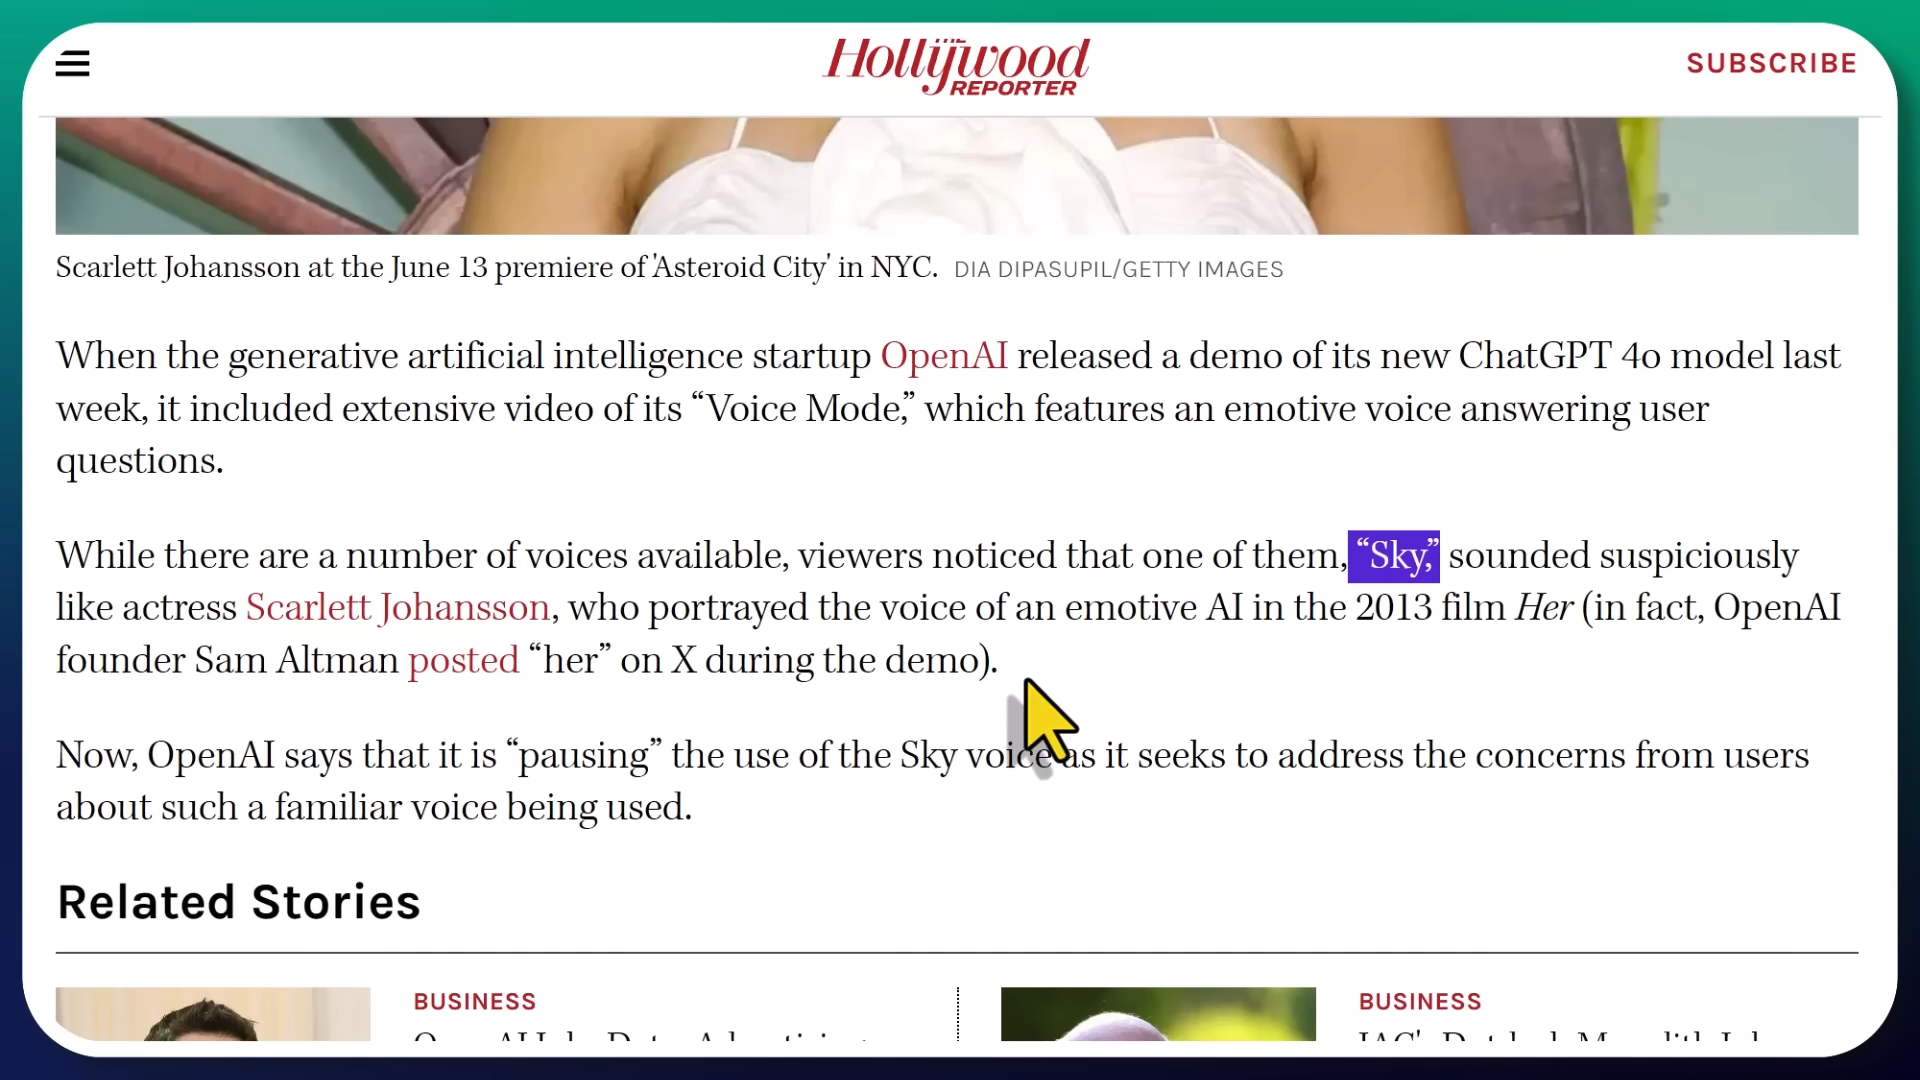 THE
Hollywood
REPORTER
SUBSCRIBE
Scarlett Johansson at the June 13 premiere of 'Asteroid City' in NYC. DIA DIPASUPIL/GETTY IMAGES
When the generative artificial intelligence startup OpenAI released a demo of its new ChatGPT 4o model last
week, it included extensive video of its “Voice Mode,” which features an emotive voice answering user
questions.
While there are a number of voices available, viewers noticed that one of them, “Sky,” sounded suspiciously
like actress Scarlett Johansson, who portrayed the voice of an emotive AI in the 2013 film Her (in fact, OpenAI
founder Sam Altman posted “her” on X during the demo).
Now, OpenAI says that it is “pausing” the use of the Sky voice as it seeks to address the concerns from users
about such a familiar voice being used.
Related Stories
BUSINESS
BUSINESS